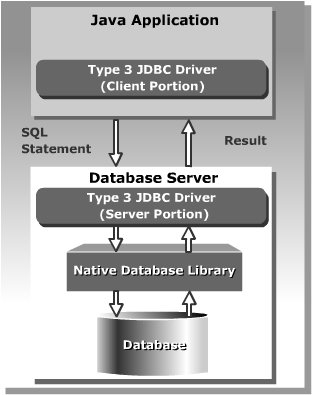 Java Application
Type 3 JDBC Driver
(Client Portion)
SQL
Statement
Result
Database Server
Type 3 JDBC Driver
(Server Portion)
Native Database Library
Database